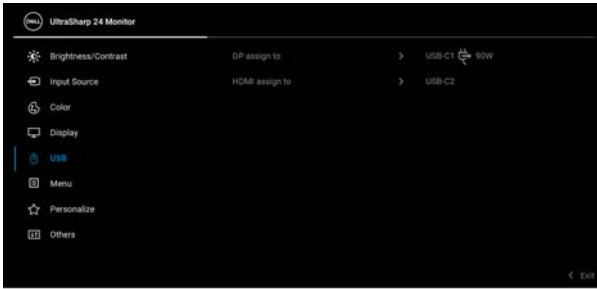 DELL UltraSharp 24 Monitor
Brightness/Contrast DP assign to > USB-C1 90W
Input Source HDMI assign to > USB-C2
Color
Display
USB
Menu
Personalize
Others
< Exit